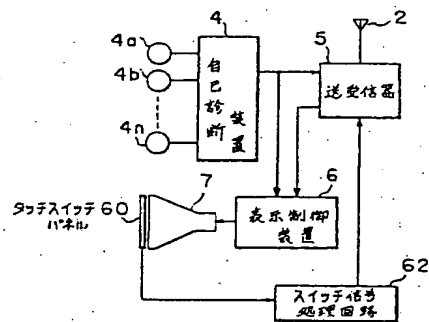 4a
4b
4n
4
自己診断装置
5
送受信器
2
6
表示制御
装置
7
タッチスイッチ
パネル
60
62
スイッチ信号
処理回路